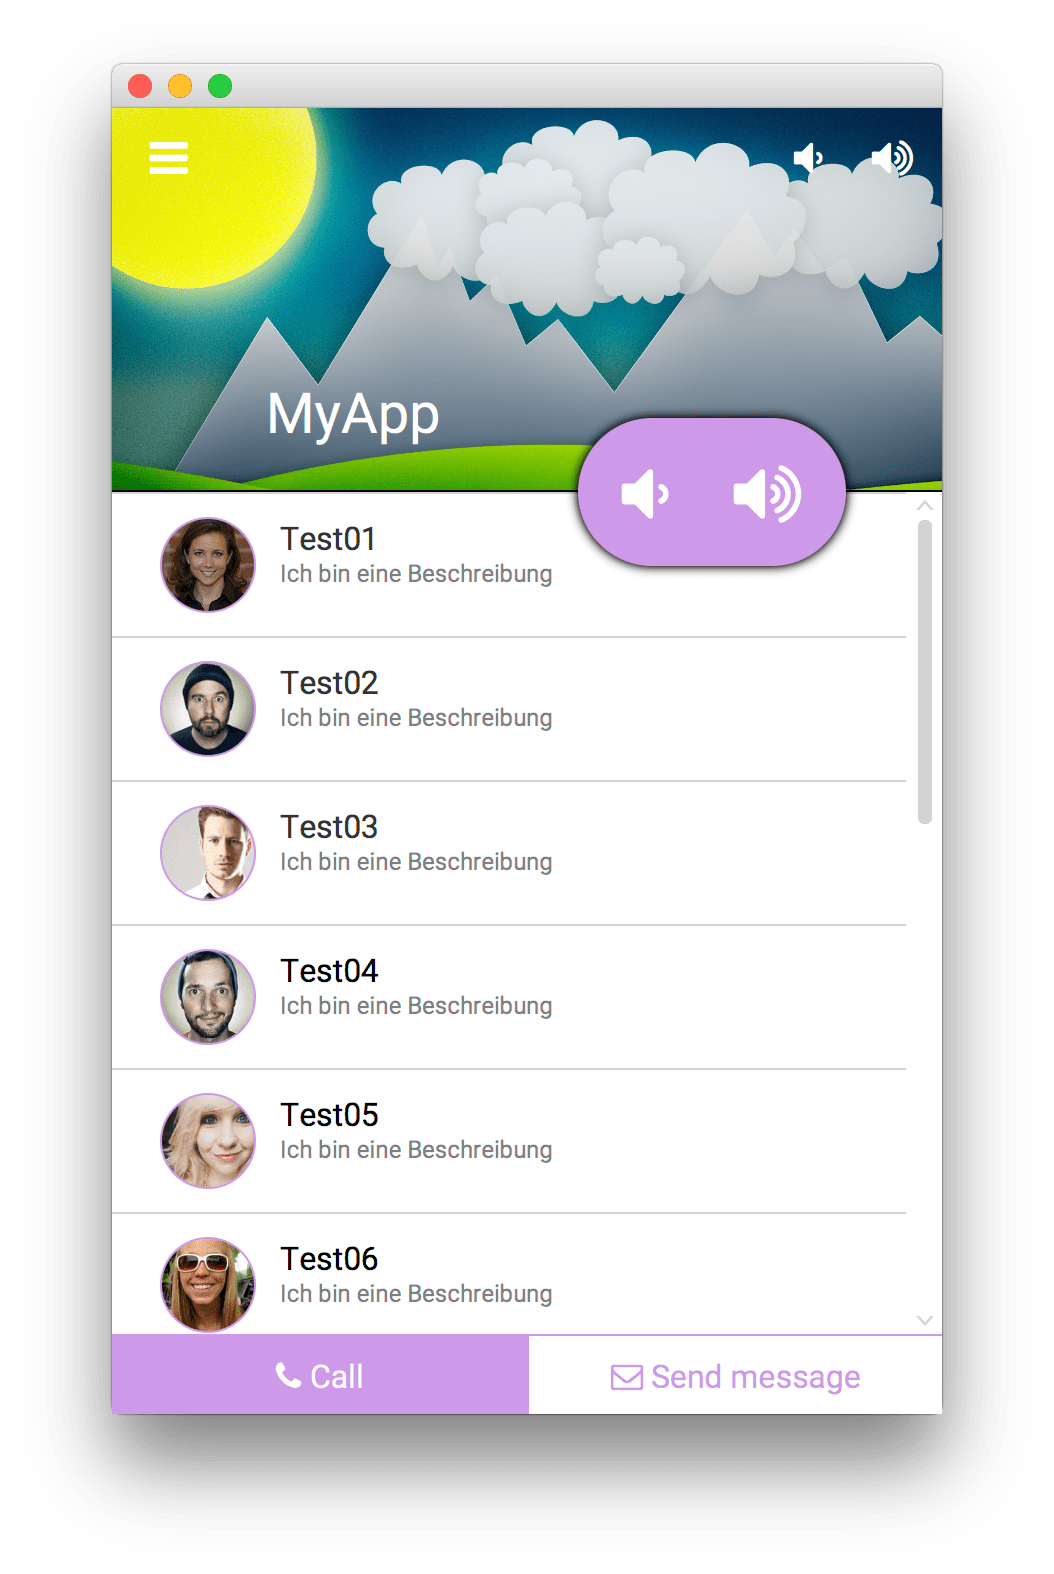 MyApp
Test01
Ich bin eine Beschreibung
Test02
Ich bin eine Beschreibung
Test03
Ich bin eine Beschreibung
Test04
Ich bin eine Beschreibung
Test05
Ich bin eine Beschreibung
Test06
Ich bin eine Beschreibung
Call
Send message